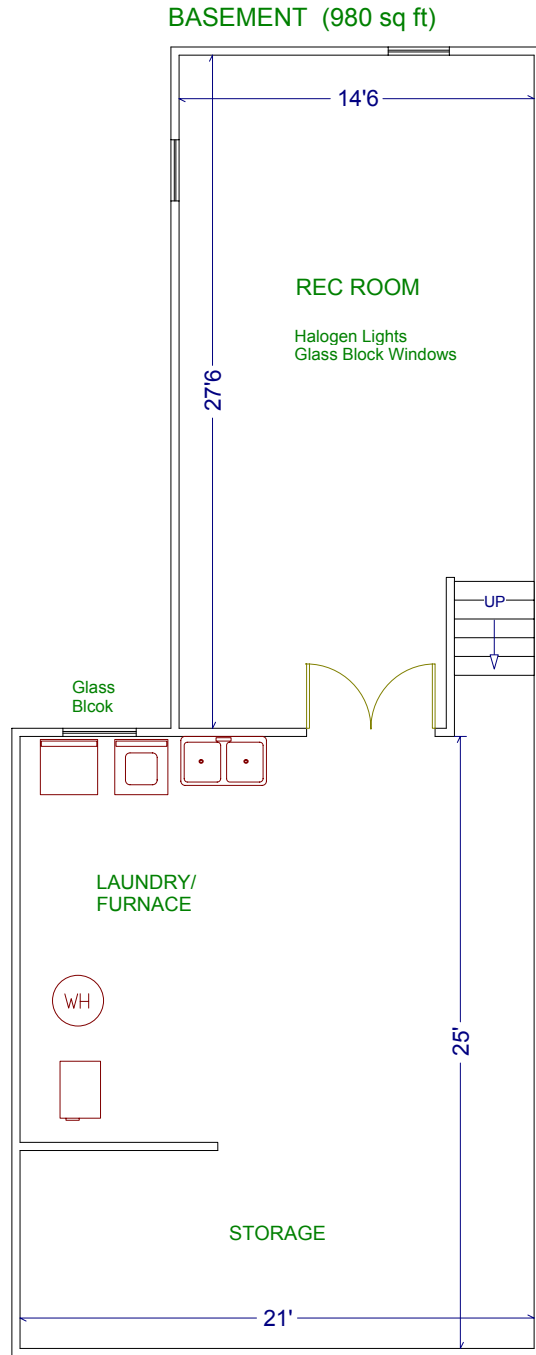 BASEMENT  (980 sq ft)
14'6
REC ROOM
Halogen Lights
Glass Block Windows
27'6
UP
Glass
Blcok
LAUNDRY/
FURNACE
WH
25'
STORAGE
21'